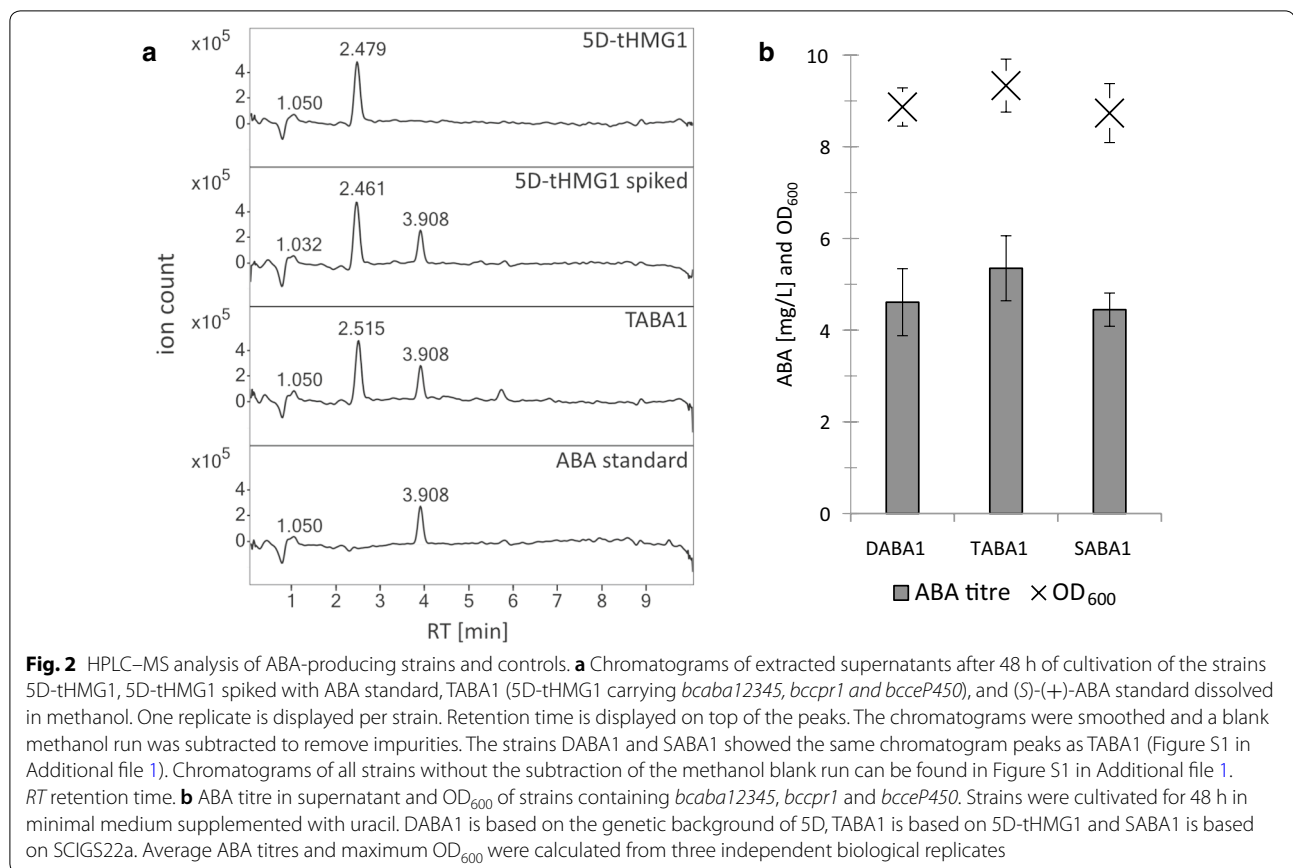 a
x10⁵
5D-tHMG1
2.479
4
2
0
1.050
x10⁵
5D-tHMG1 spiked
2.461
3.908
4
2
0
1.032
x10⁵
TABA1
2.515
3.908
4
2
0
1.050
x10⁵
ABA standard
3.908
4
2
0
1.050
ion count
1 2 3 4 5 6 7 8 9
RT [min]
b
10
8
6
4
2
0
ABA [mg/L] and OD₆₀₀
DABA1 TABA1 SABA1
ABA titre × OD₆₀₀
Fig. 2 HPLC–MS analysis of ABA-producing strains and controls. a Chromatograms of extracted supernatants after 48 h of cultivation of the strains
5D-tHMG1, 5D-tHMG1 spiked with ABA standard, TABA1 (5D-tHMG1 carrying bcaba12345, bccpr1 and bcceP450), and (S)-(+)-ABA standard dissolved
in methanol. One replicate is displayed per strain. Retention time is displayed on top of the peaks. The chromatograms were smoothed and a blank
methanol run was subtracted to remove impurities. The strains DABA1 and SABA1 showed the same chromatogram peaks as TABA1 (Figure S1 in
Additional file 1). Chromatograms of all strains without the subtraction of the methanol blank run can be found in Figure S1 in Additional file 1.
RT retention time. b ABA titre in supernatant and OD₆₀₀ of strains containing bcaba12345, bccpr1 and bcceP450. Strains were cultivated for 48 h in
minimal medium supplemented with uracil. DABA1 is based on the genetic background of 5D, TABA1 is based on 5D-tHMG1 and SABA1 is based
on SCIGS22a. Average ABA titres and maximum OD₆₀₀ were calculated from three independent biological replicates